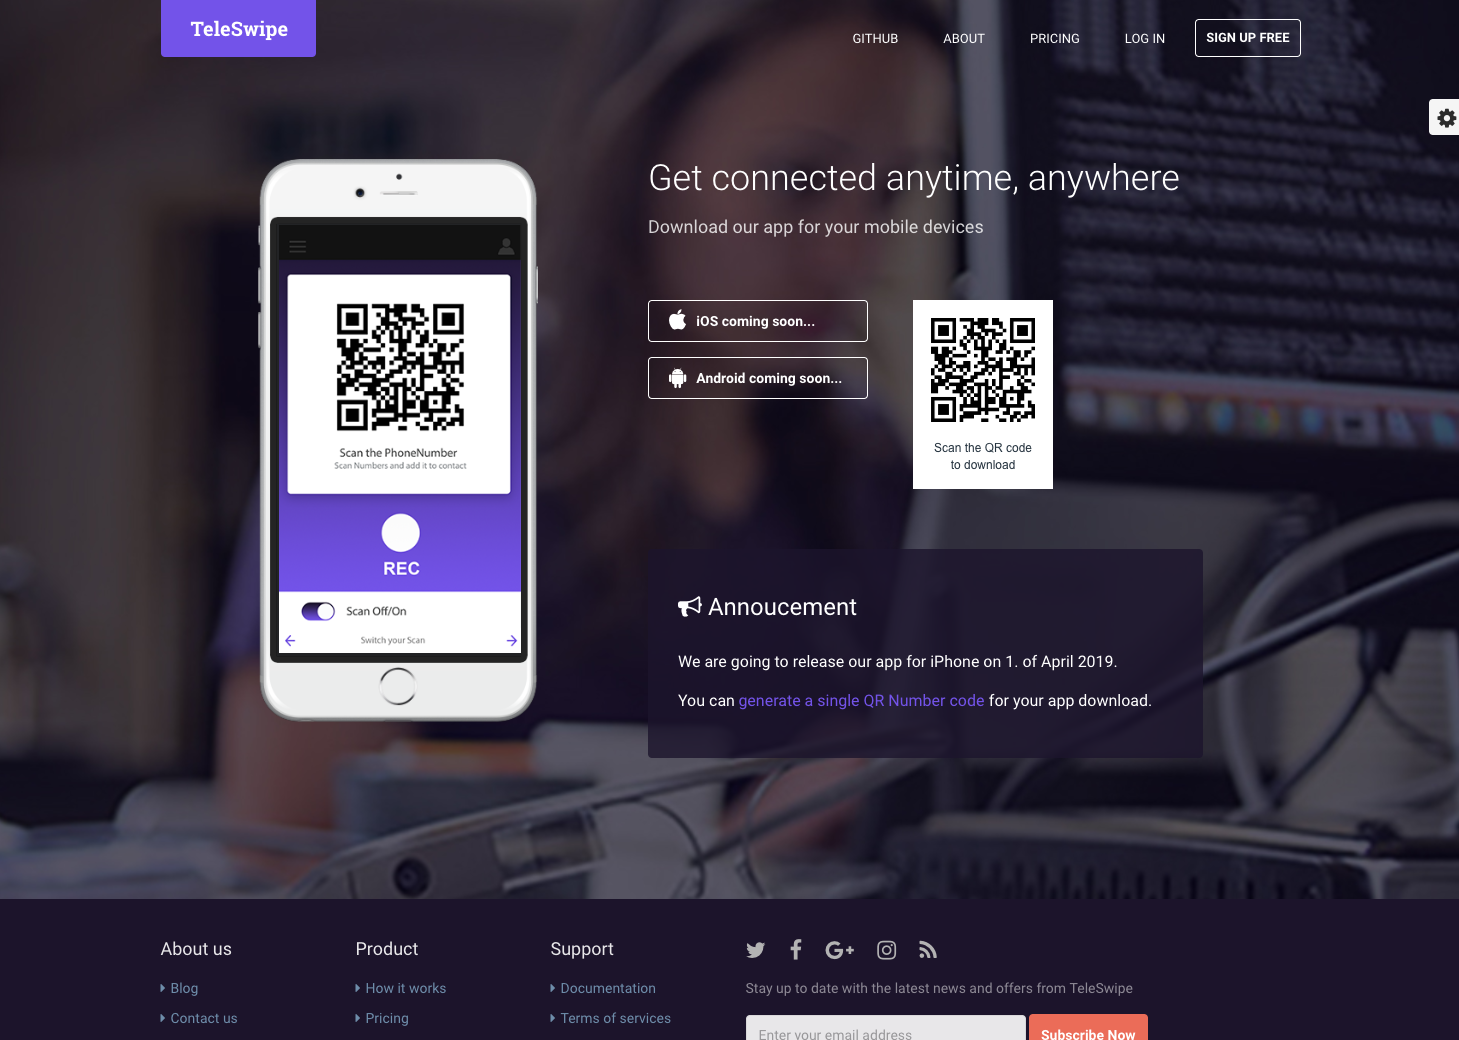 TeleSwipe
GITHUB
ABOUT
PRICING
LOG IN
SIGN UP FREE
Get connected anytime, anywhere
Download our app for your mobile devices
iOS coming soon...
Android coming soon...
Scan the QR code
to download
Scan the PhoneNumber
Scan Numbers and add it to contact
REC
Scan Off/On
Switch your Scan
Annoucement
We are going to release our app for iPhone on 1. of April 2019.
You can generate a single QR Number code for your app download.
About us
Blog
Contact us
Product
How it works
Pricing
Support
Documentation
Terms of services
Stay up to date with the latest news and offers from TeleSwipe
Enter your email address
Subscribe Now